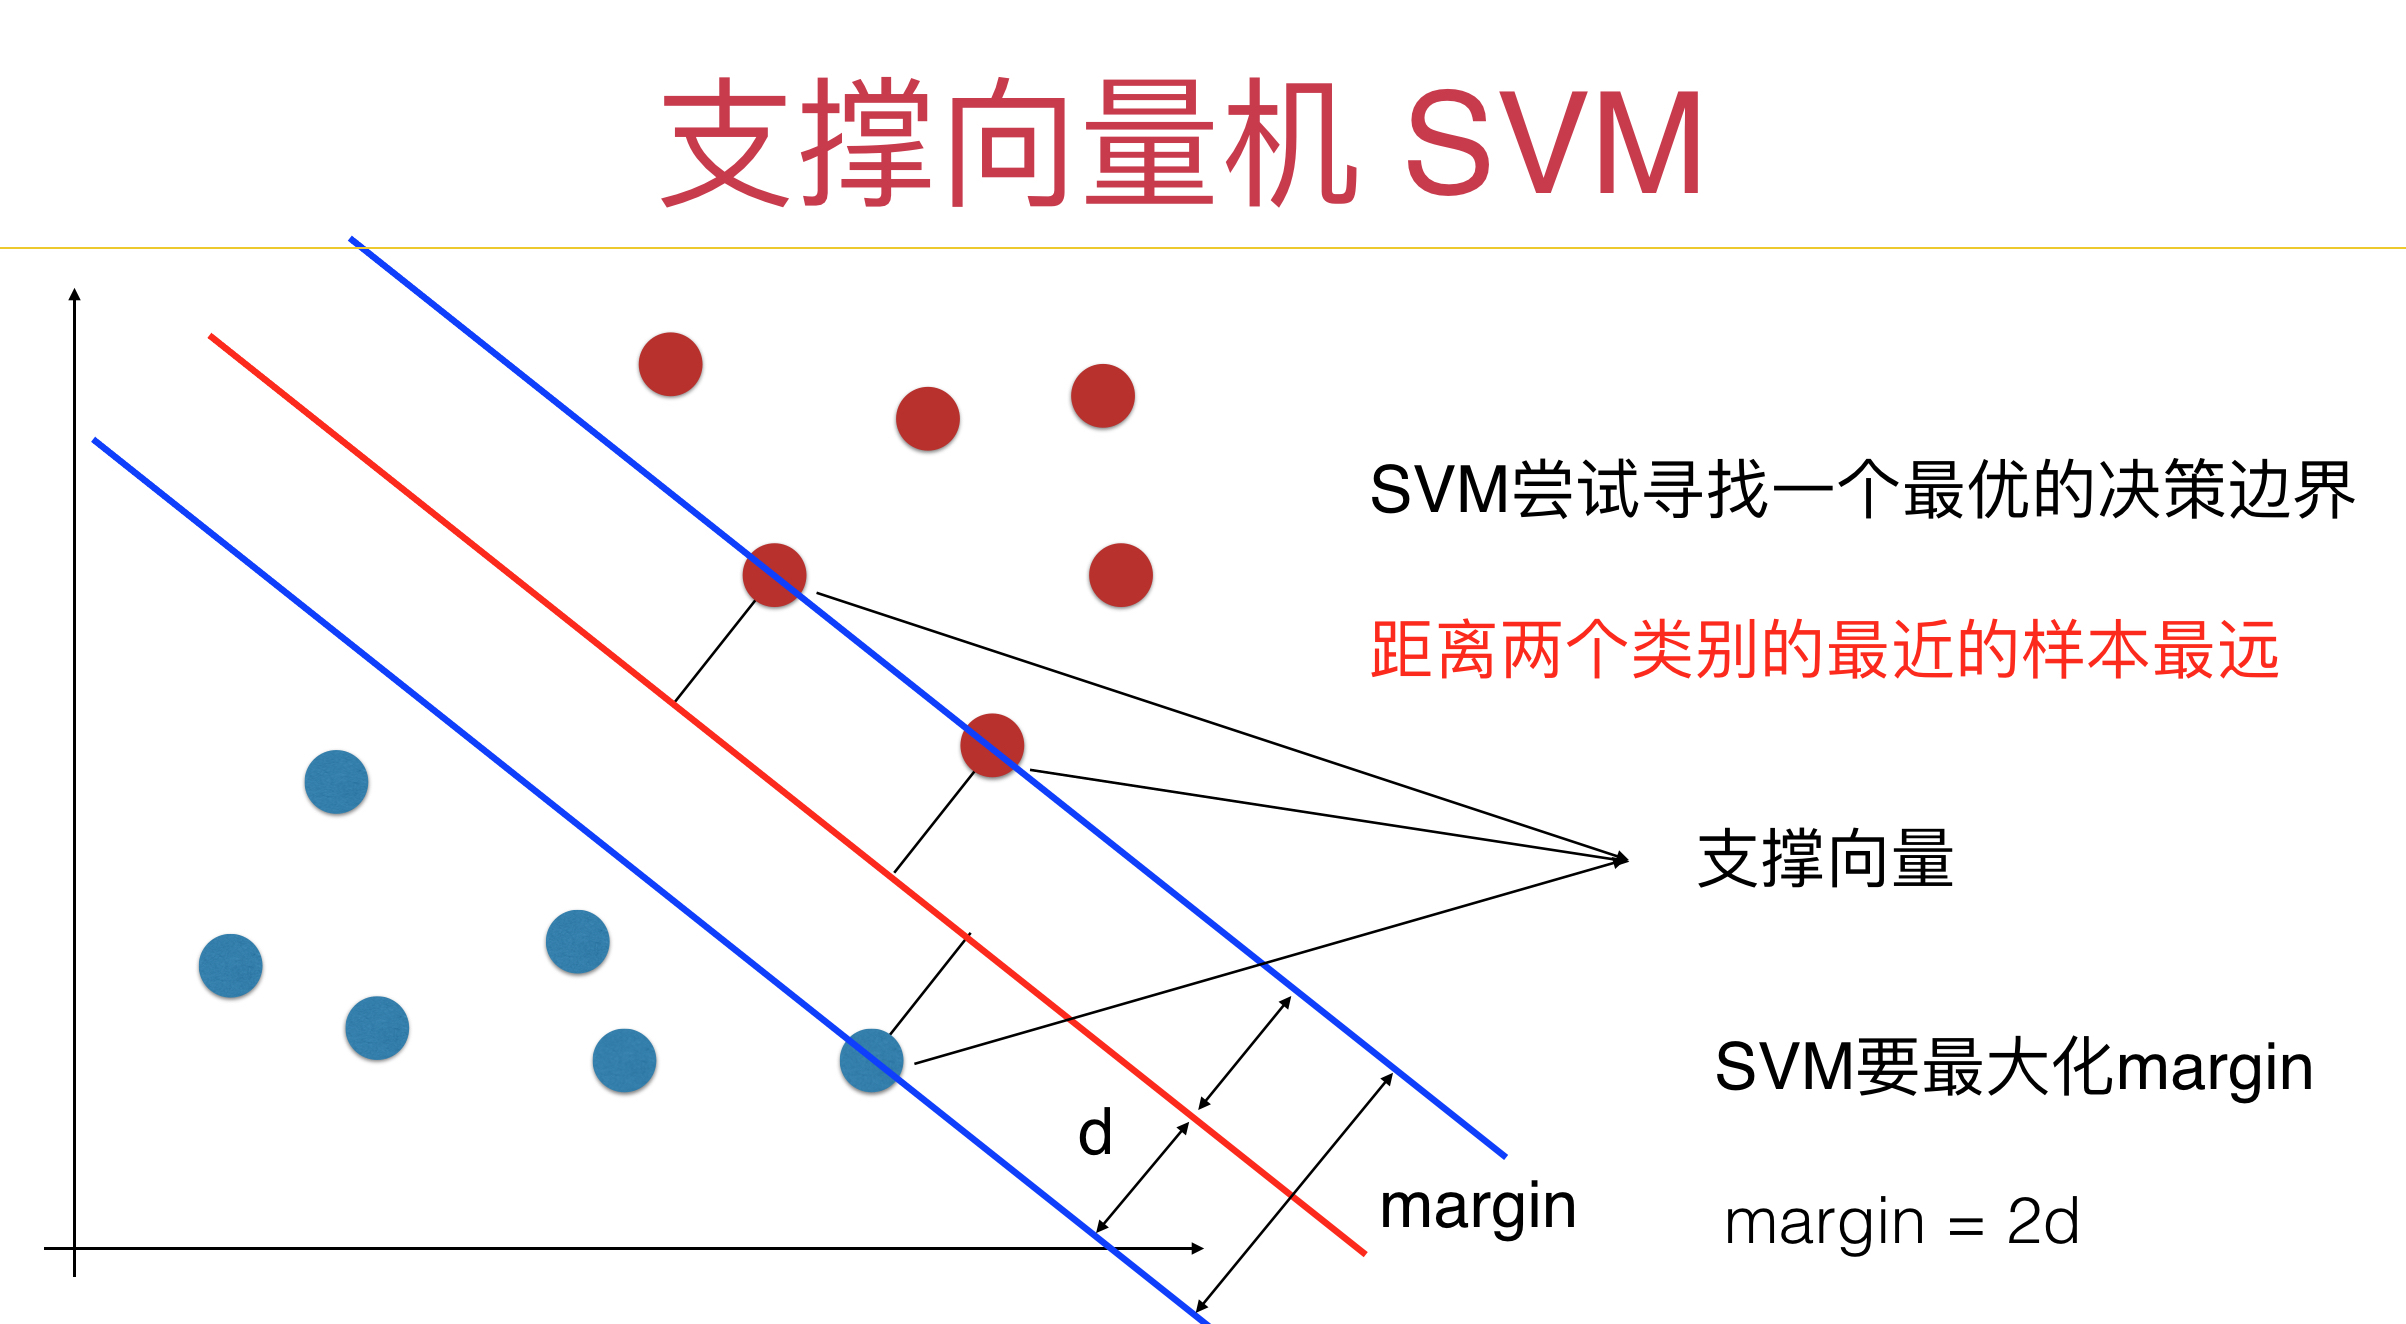 支撑向量机 SVM
SVM尝试寻找一个最优的决策边界
距离两个类别的最近的样本最远
支撑向量
SVM要最大化margin
d
margin
margin = 2d